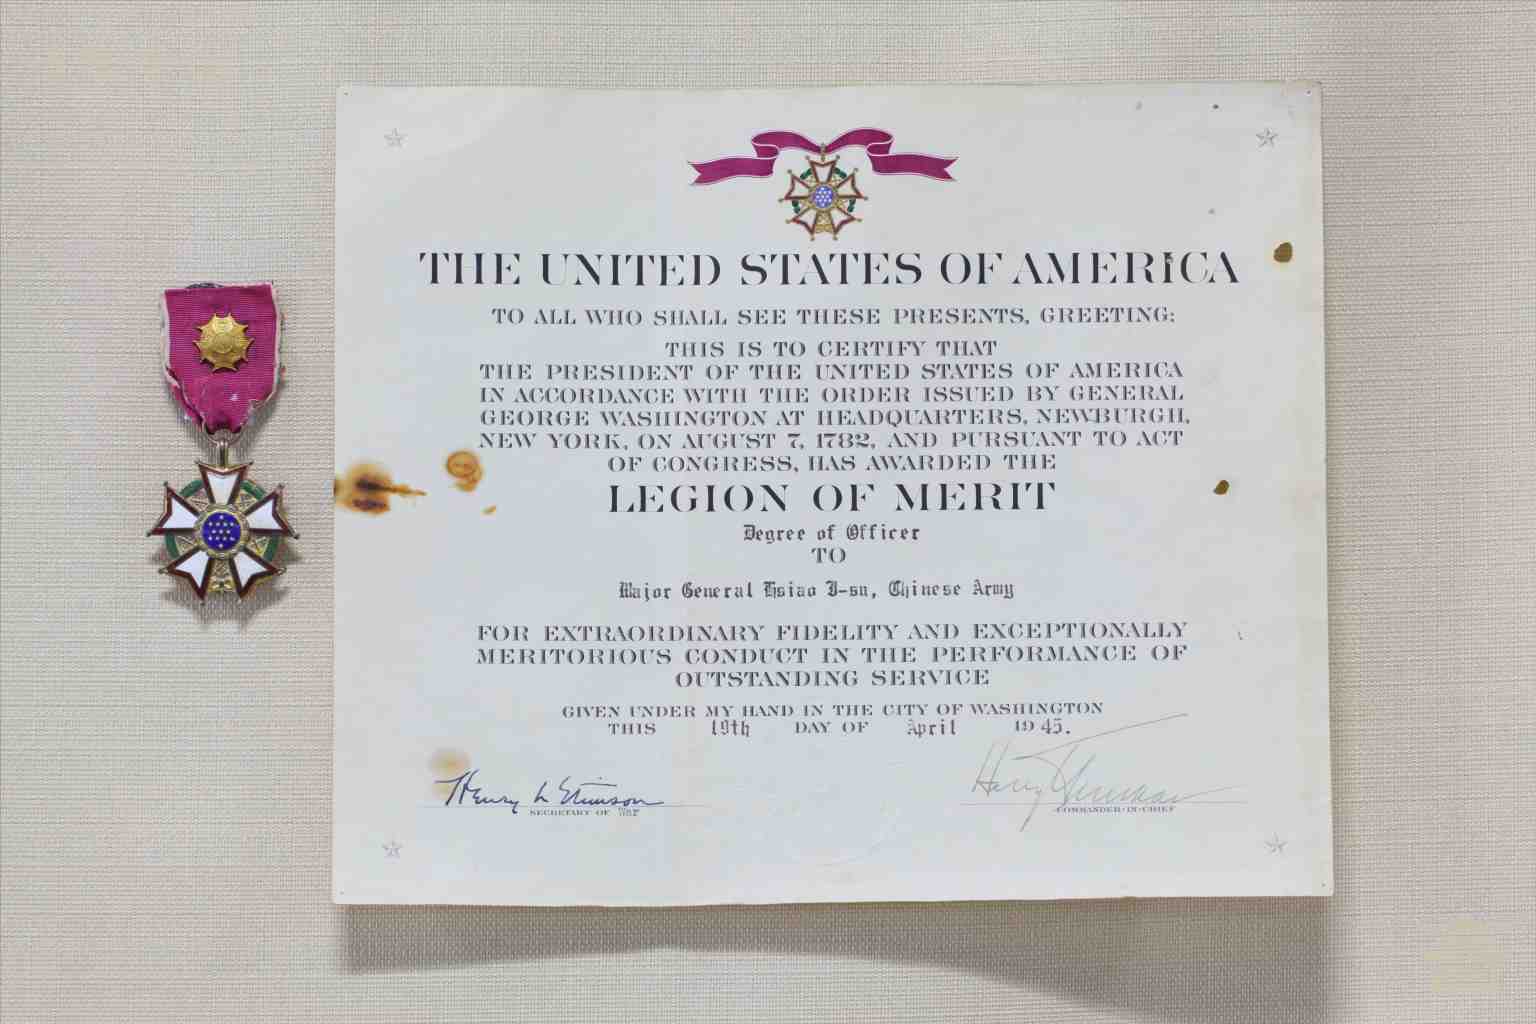 THE UNITED STATES OF AMERICA
TO ALL WHO SHALL SEE THESE PRESENTS, GREETING:
THIS IS TO CERTIFY THAT
THE PRESIDENT OF THE UNITED STATES OF AMERICA
IN ACCORDANCE WITH THE ORDER ISSUED BY GENERAL
GEORGE WASHINGTON AT HEADQUARTERS, NEWBURGH,
NEW YORK, ON AUGUST 7, 1782, AND PURSUANT TO ACT
OF CONGRESS, HAS AWARDED THE
LEGION OF MERIT
Degree of Officer
TO
Major General Hsiao I-su, Chinese Army
FOR EXTRAORDINARY FIDELITY AND EXCEPTIONALLY
MERITORIOUS CONDUCT IN THE PERFORMANCE OF
OUTSTANDING SERVICE
GIVEN UNDER MY HAND IN THE CITY OF WASHINGTON
THIS 19th DAY OF April 1945.
Henry L Stimson
SECRETARY OF War
Harry Truman
COMMANDER-IN-CHIEF